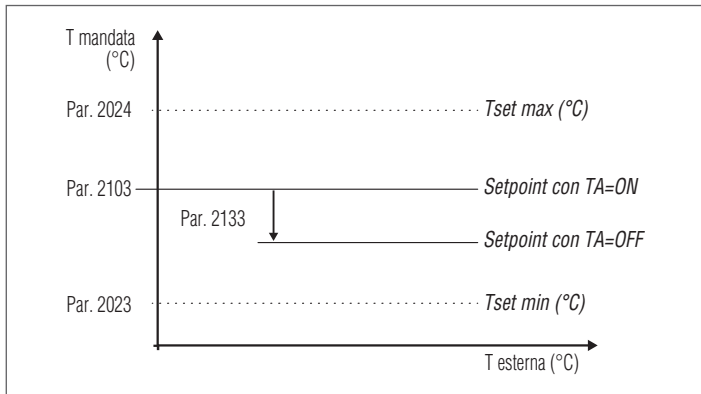 T mandata
(°C)
Par. 2024
Tset max (°C)
Par. 2103
Setpoint con TA=ON
Par. 2133
Setpoint con TA=OFF
Par. 2023
Tset min (°C)
T esterna (°C)